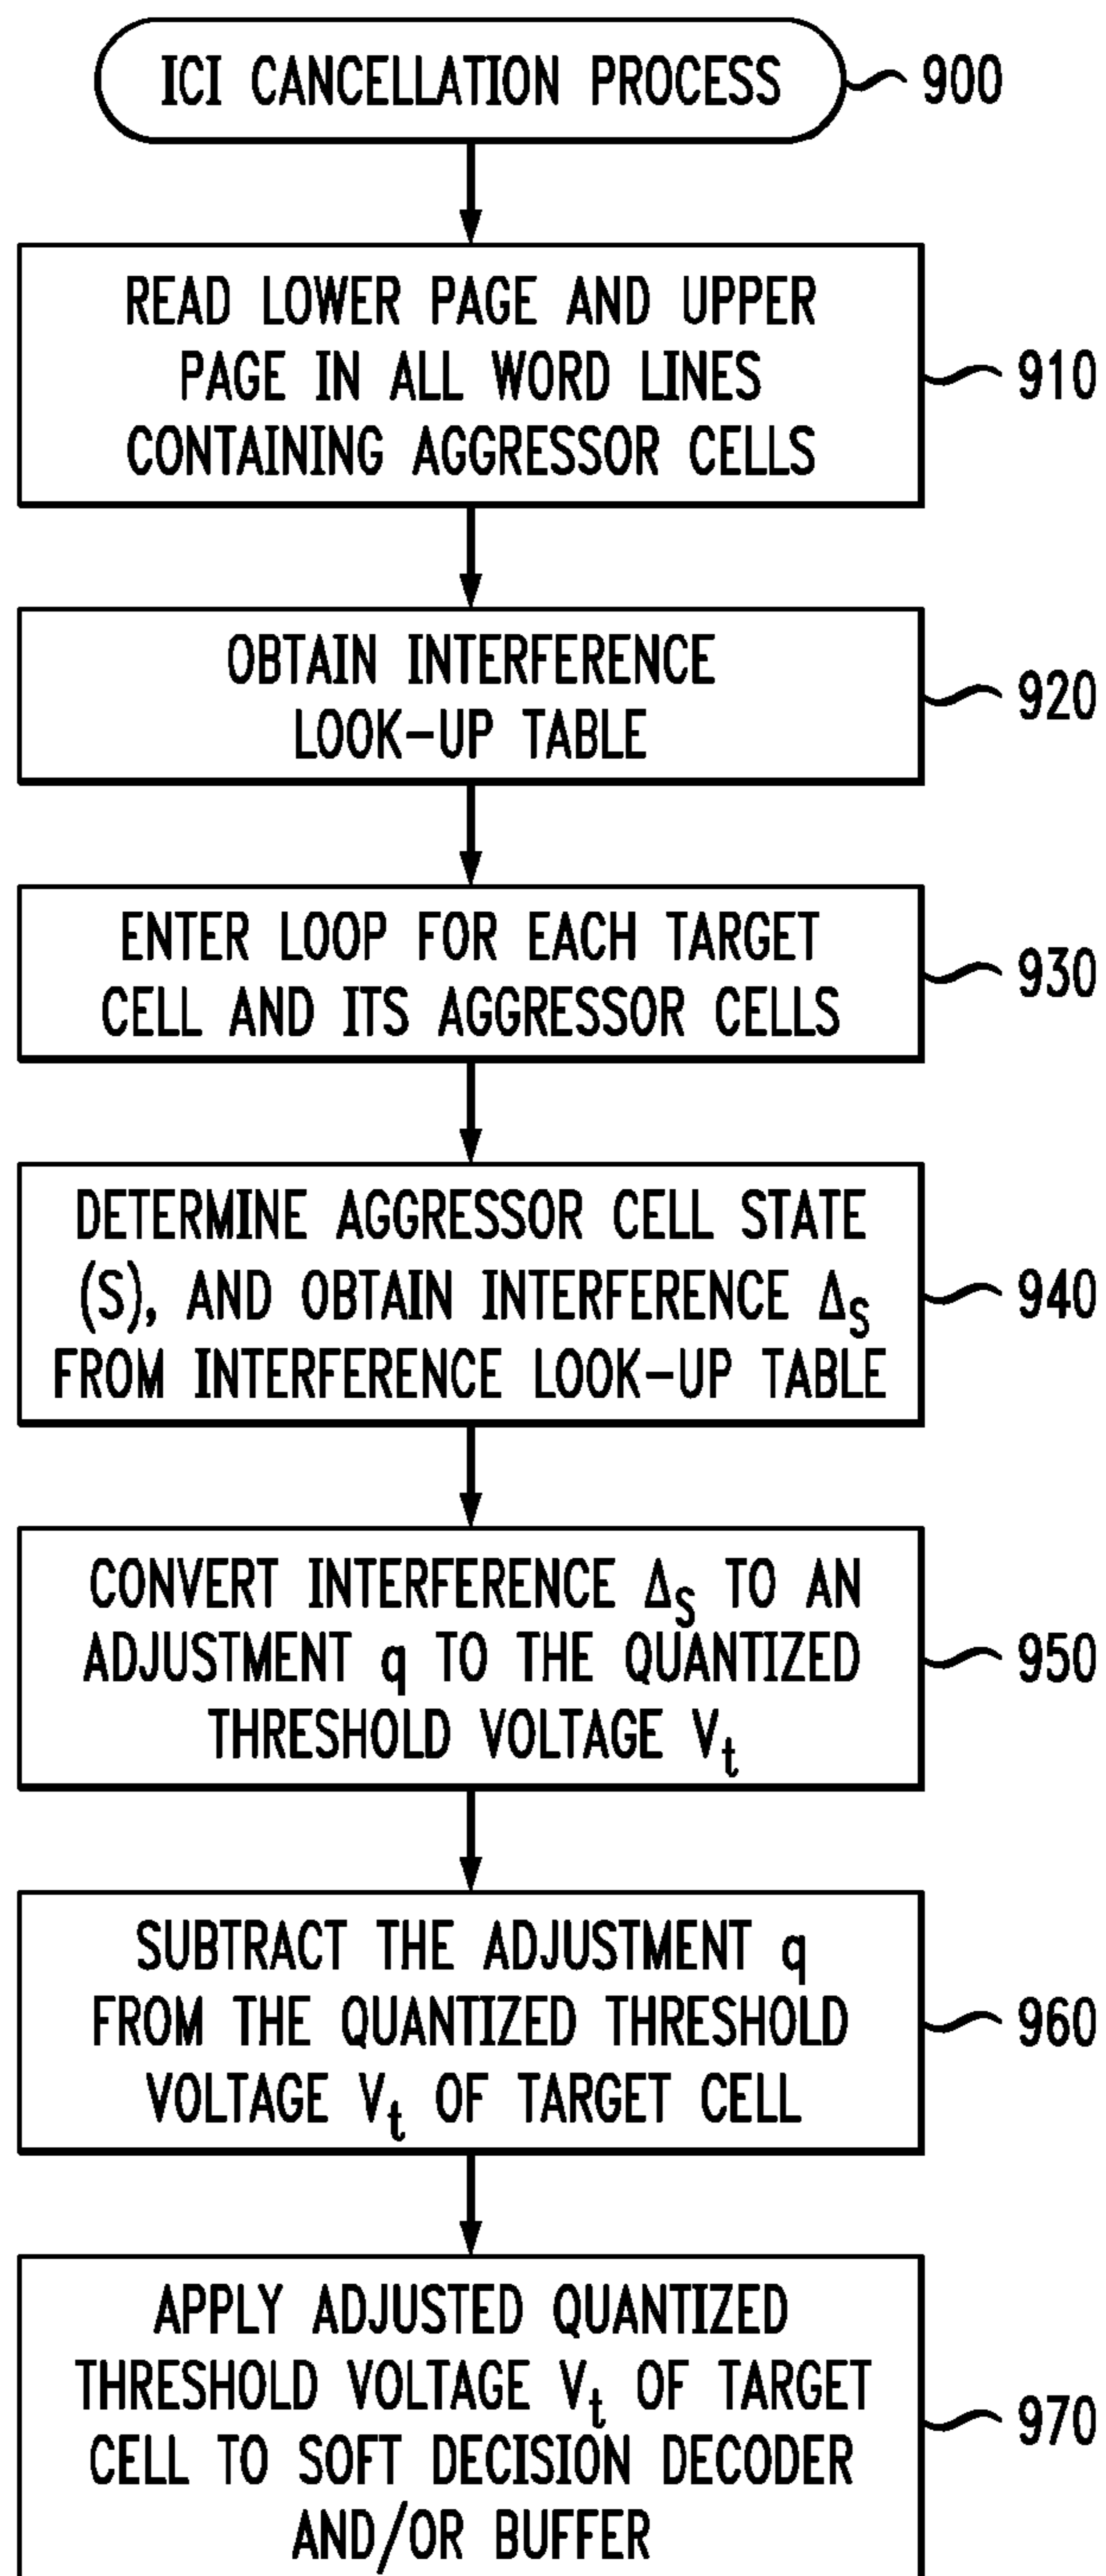 ICI CANCELLATION PROCESS
900
READ LOWER PAGE AND UPPER
PAGE IN ALL WORD LINES
CONTAINING AGGRESSOR CELLS
910
OBTAIN INTERFERENCE
LOOK-UP TABLE
920
ENTER LOOP FOR EACH TARGET
CELL AND ITS AGGRESSOR CELLS
930
DETERMINE AGGRESSOR CELL STATE
(S), AND OBTAIN INTERFERENCE ΔS
FROM INTERFERENCE LOOK-UP TABLE
940
CONVERT INTERFERENCE ΔS TO AN
ADJUSTMENT q TO THE QUANTIZED
THRESHOLD VOLTAGE Vt
950
SUBTRACT THE ADJUSTMENT q
FROM THE QUANTIZED THRESHOLD
VOLTAGE Vt OF TARGET CELL
960
APPLY ADJUSTED QUANTIZED
THRESHOLD VOLTAGE Vt OF TARGET
CELL TO SOFT DECISION DECODER
AND/OR BUFFER
970